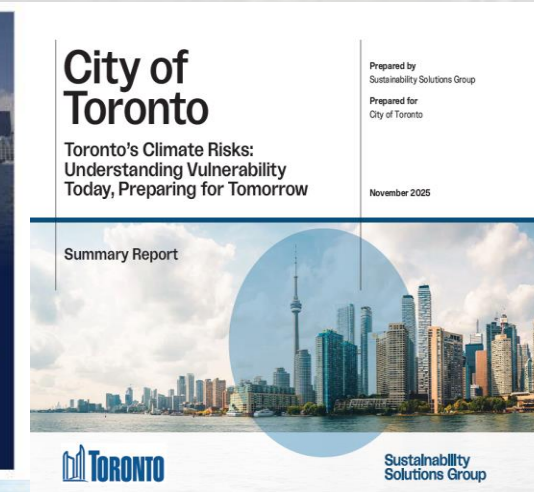 City of
Toronto
Toronto's Climate Risks:
Understanding Vulnerability
Today, Preparing for Tomorrow
Prepared by
Sustainability Solutions Group
Prepared for
City of Toronto
November 2025
Summary Report
TORONTO
Sustainability
Solutions Group